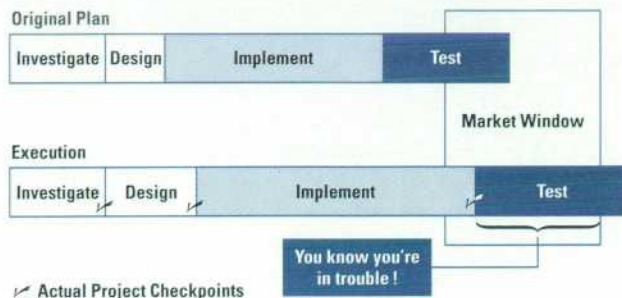 Original Plan
Investigate Design Implement Test
Market Window
Execution
Investigate Design Implement Test
You know you're
in trouble !
Actual Project Checkpoints